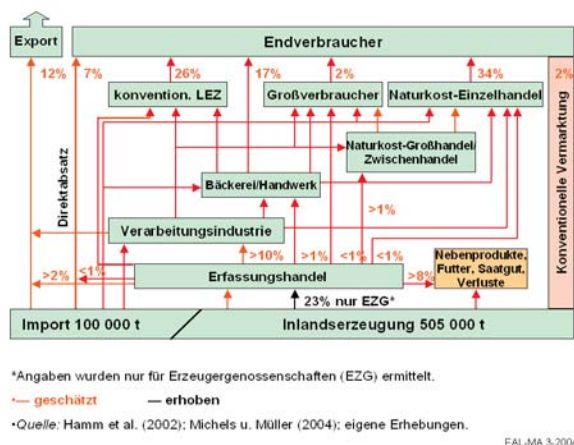 Export
Endverbraucher
12%
7%
26%
17%
2%
34%
2%
konvention. LEZ
Großverbraucher
Naturkost-Einzelhandel
Naturkost-Großhandel/
Zwischenhandel
Direktabsatz
Konventionelle Vermarktung
Bäckerei/Handwerk
>1%
Verarbeitungsindustrie
>2%
<1%
>10%
>1%
<1%
<1%
>8%
Erfassungshandel
Nebenprodukte,
Futter, Saatgut,
Verluste
23% nur EZG*
Import 100 000 t
Inlandserzeugung 505 000 t
*Angaben wurden nur für Erzeugergenossenschaften (EZG) ermittelt.
•— geschätzt — erhoben
•Quelle: Hamm et al. (2002); Michels u. Müller (2004); eigene Erhebungen.